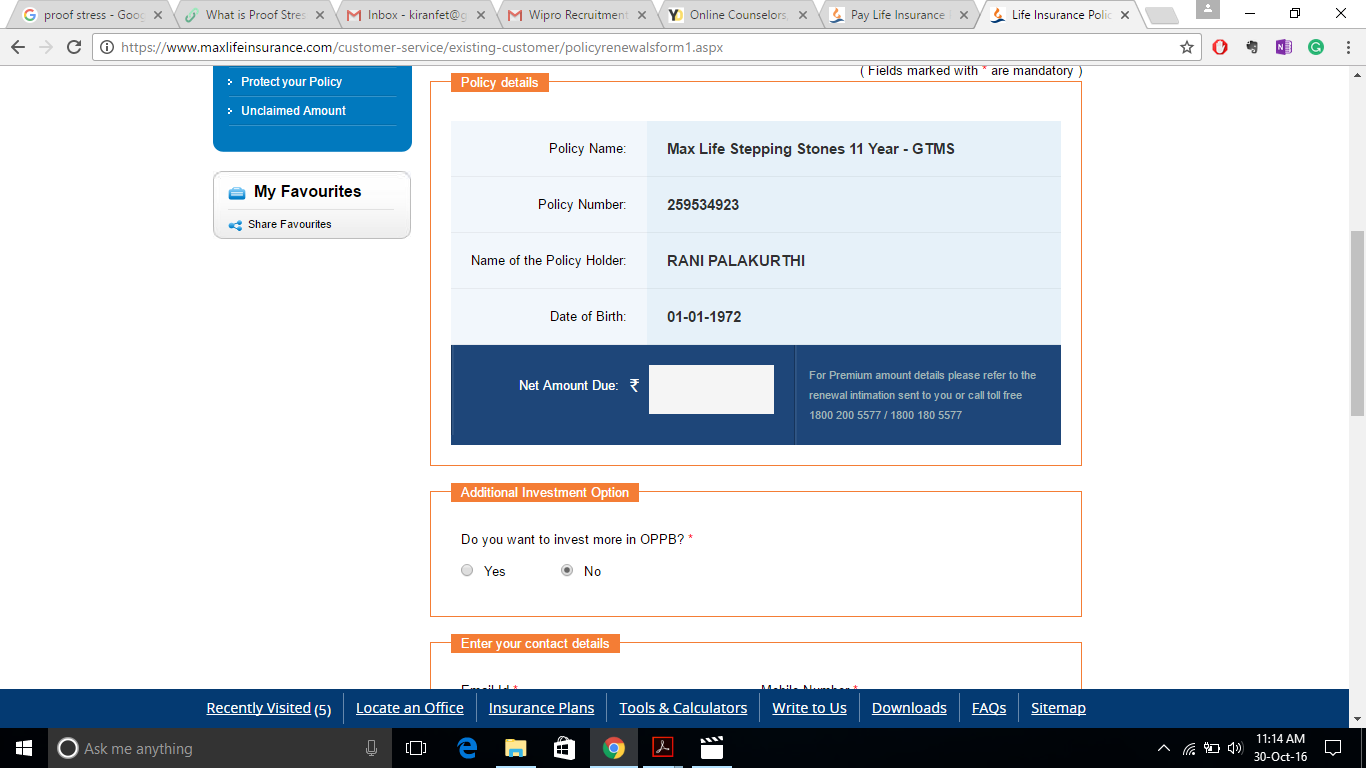 proof stress - Goog
What is Proof Stres
Inbox - kiranfet@g
Wipro Recruitment
Online Counselors,
Pay Life Insurance
Life Insurance Polic
https://www.maxlifeinsurance.com/customer-service/existing-customer/policyrenewalsform1.aspx
( Fields marked with * are mandatory )
Protect your Policy
Unclaimed Amount
My Favourites
Share Favourites
Policy details
Policy Name: Max Life Stepping Stones 11 Year - GTMS
Policy Number: 259534923
Name of the Policy Holder: RANI PALAKURTHI
Date of Birth: 01-01-1972
Net Amount Due: ₹
For Premium amount details please refer to the
renewal intimation sent to you or call toll free
1800 200 5577 / 1800 180 5577
Additional Investment Option
Do you want to invest more in OPPB? *
Yes No
Enter your contact details
Email Id * Mobile Number *
Recently Visited (5) Locate an Office Insurance Plans Tools & Calculators Write to Us Downloads FAQs Sitemap
Ask me anything
11:14 AM
30-Oct-16